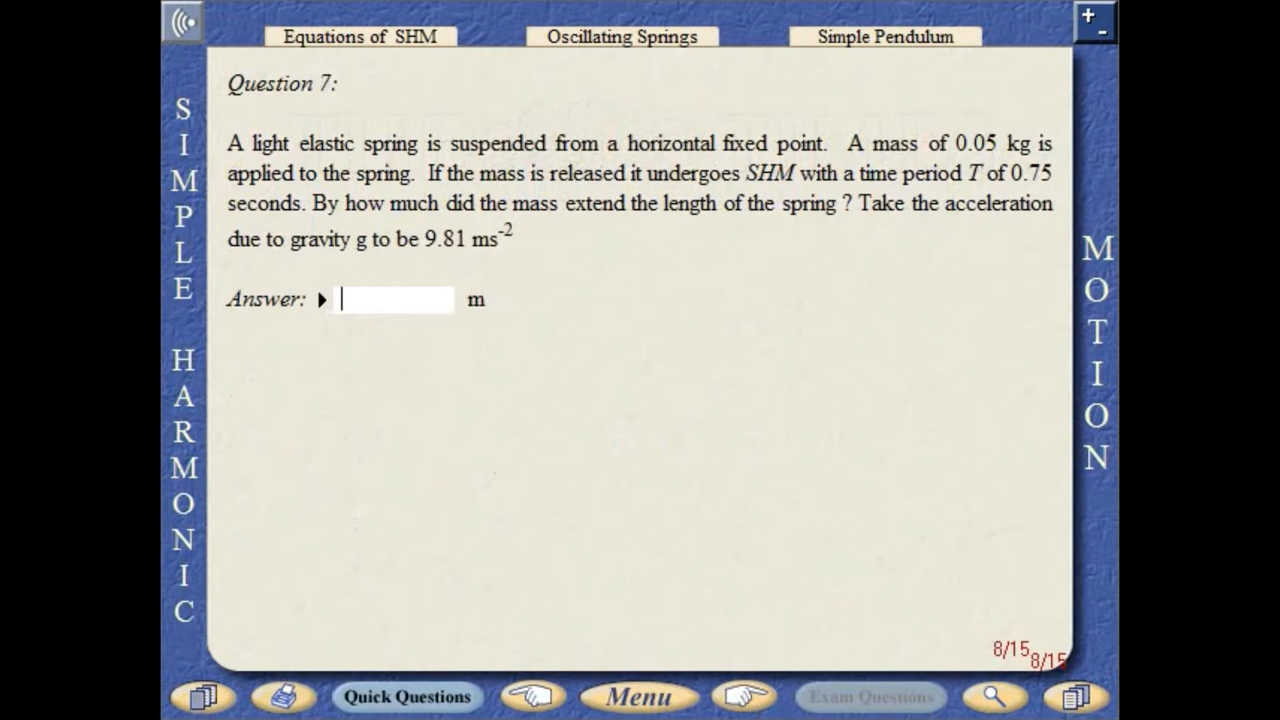 Equations of SHM
Oscillating Springs
Simple Pendulum
+
-
SIMPLE HARMONIC
MOTION
Question 7:
A light elastic spring is suspended from a horizontal fixed point. A mass of 0.05 kg is
applied to the spring. If the mass is released it undergoes SHM with a time period T of 0.75
seconds. By how much did the mass extend the length of the spring ? Take the acceleration
due to gravity g to be 9.81 ms⁻²
Answer: m
8/15
8/15
Quick Questions
Menu
Exam Questions